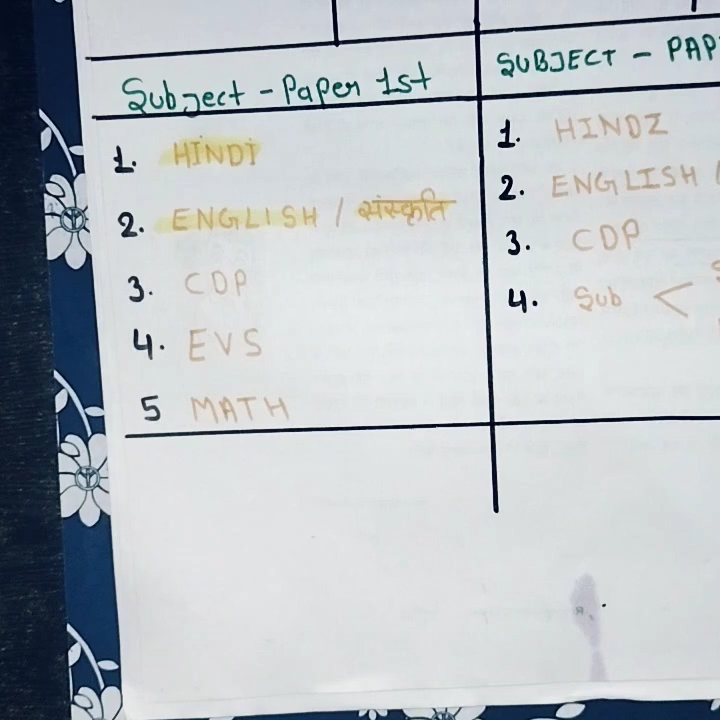 Subject - Paper 1st
1. HINDI
2. ENGLISH / संस्कृति
3. CDP
4. EVS
5 MATH
SUBJECT - PAP
1. HINDI
2. ENGLISH /
3. CDP
4. Sub <